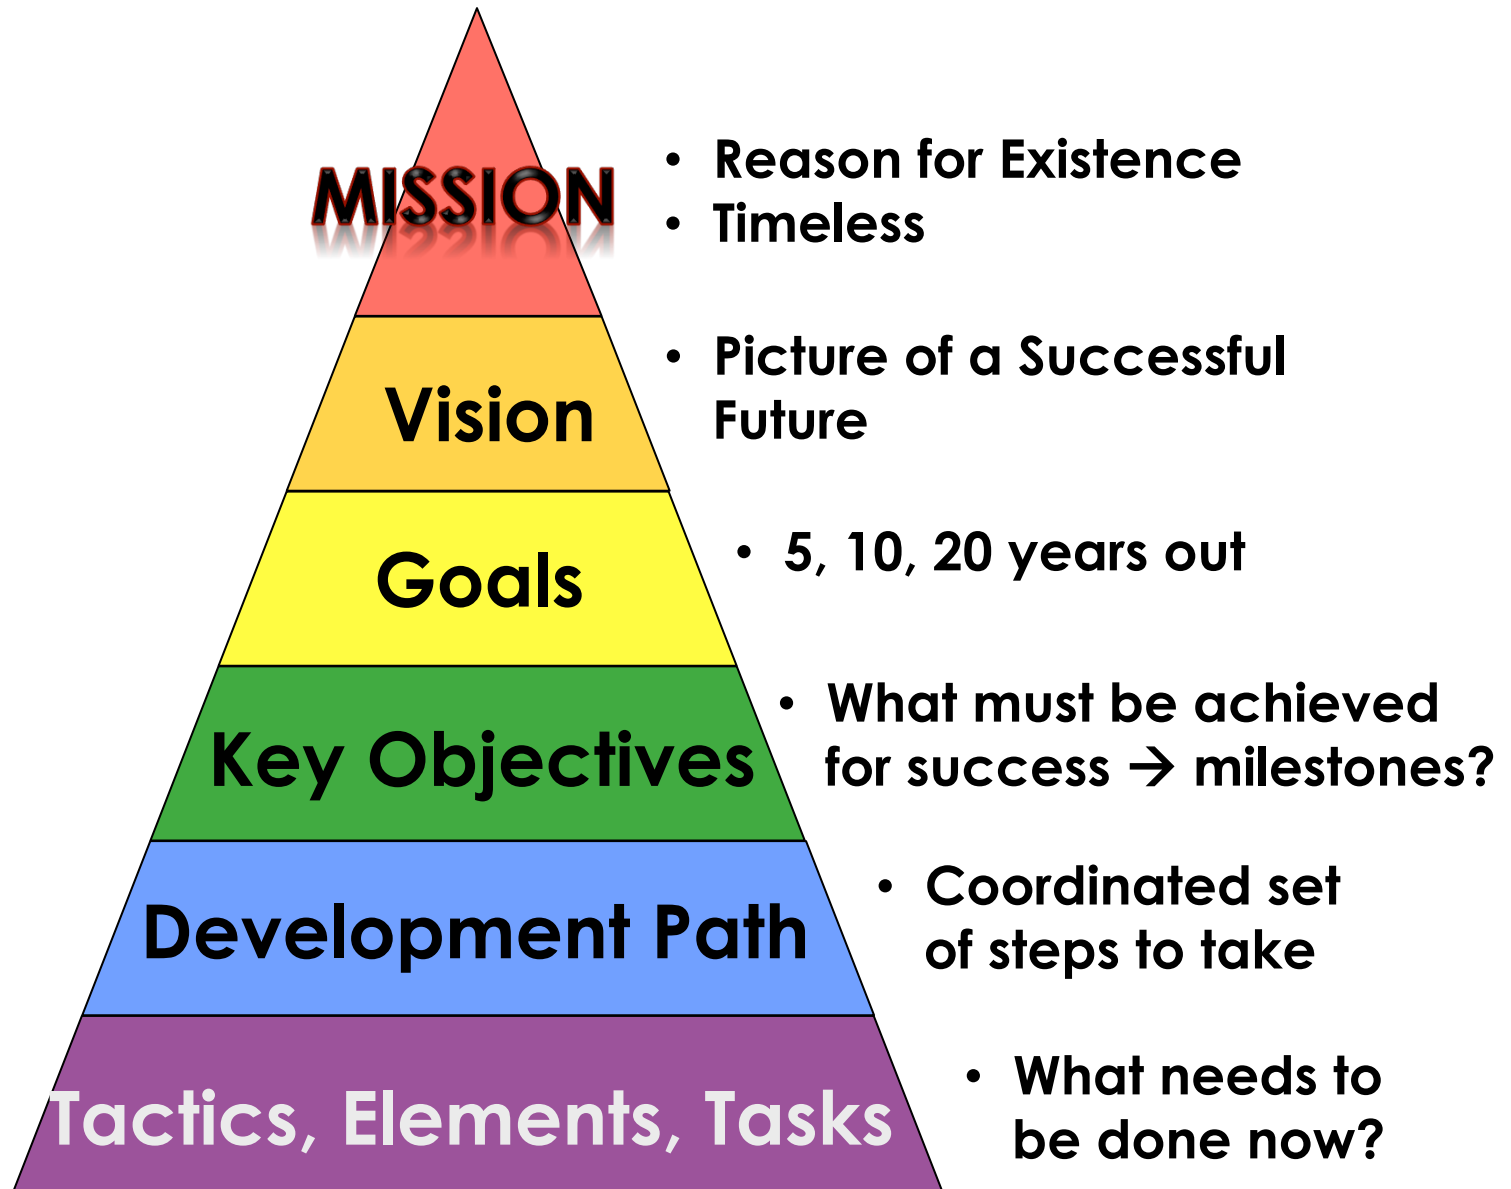 MISSION
• Reason for Existence
• Timeless
Vision
• Picture of a Successful
Future
Goals
• 5, 10, 20 years out
Key Objectives
• What must be achieved
for success → milestones?
Development Path
• Coordinated set
of steps to take
Tactics, Elements, Tasks
• What needs to
be done now?